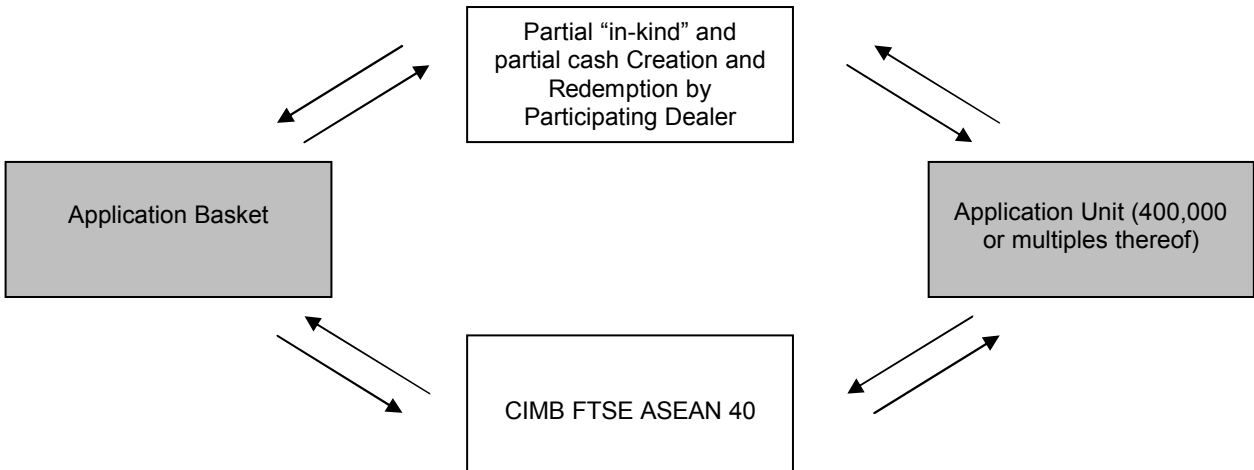 Partial “in-kind” and
partial cash Creation and
Redemption by
Participating Dealer
Application Basket
Application Unit (400,000
or multiples thereof)
CIMB FTSE ASEAN 40